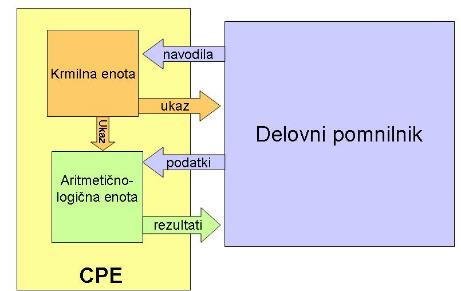 navodila
Krmilna enota
ukaz
Ukaz
Delovni pomnilnik
podatki
Aritmetično-
logična enota
rezultati
CPE